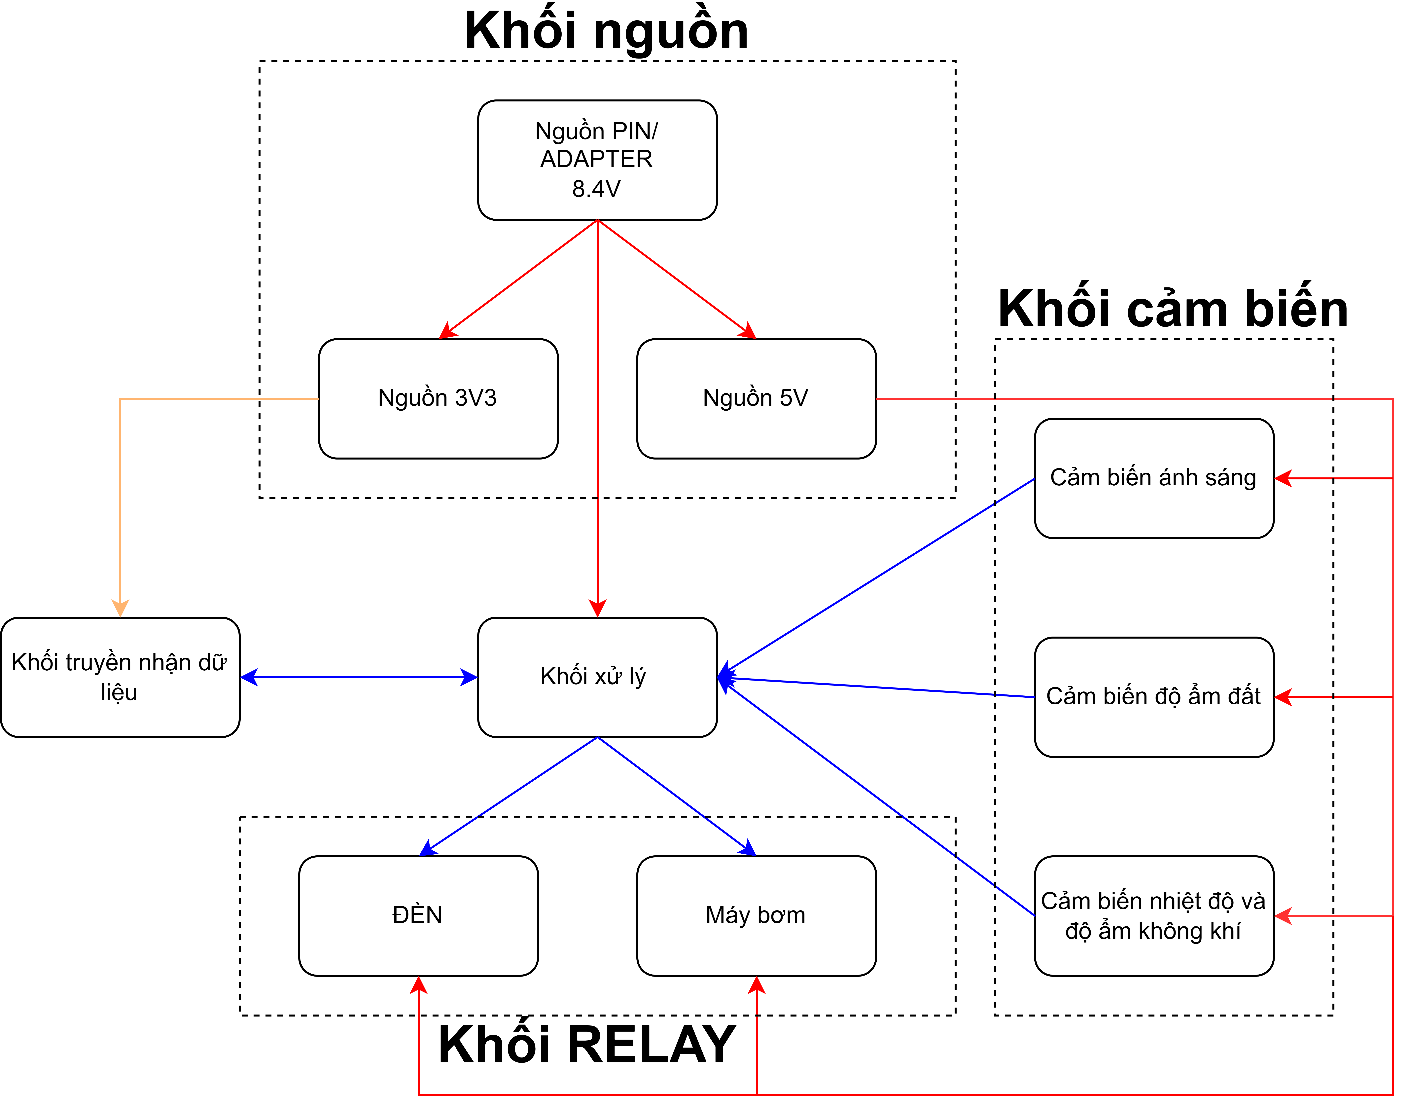 Khối nguồn
Nguồn PIN/
ADAPTER
8.4V
Nguồn 3V3
Nguồn 5V
Khối cảm biến
Cảm biến ánh sáng
Khối truyền nhận dữ
liệu
Khối xử lý
Cảm biến độ ẩm đất
ĐÈN
Máy bơm
Cảm biến nhiệt độ và
độ ẩm không khí
Khối RELAY